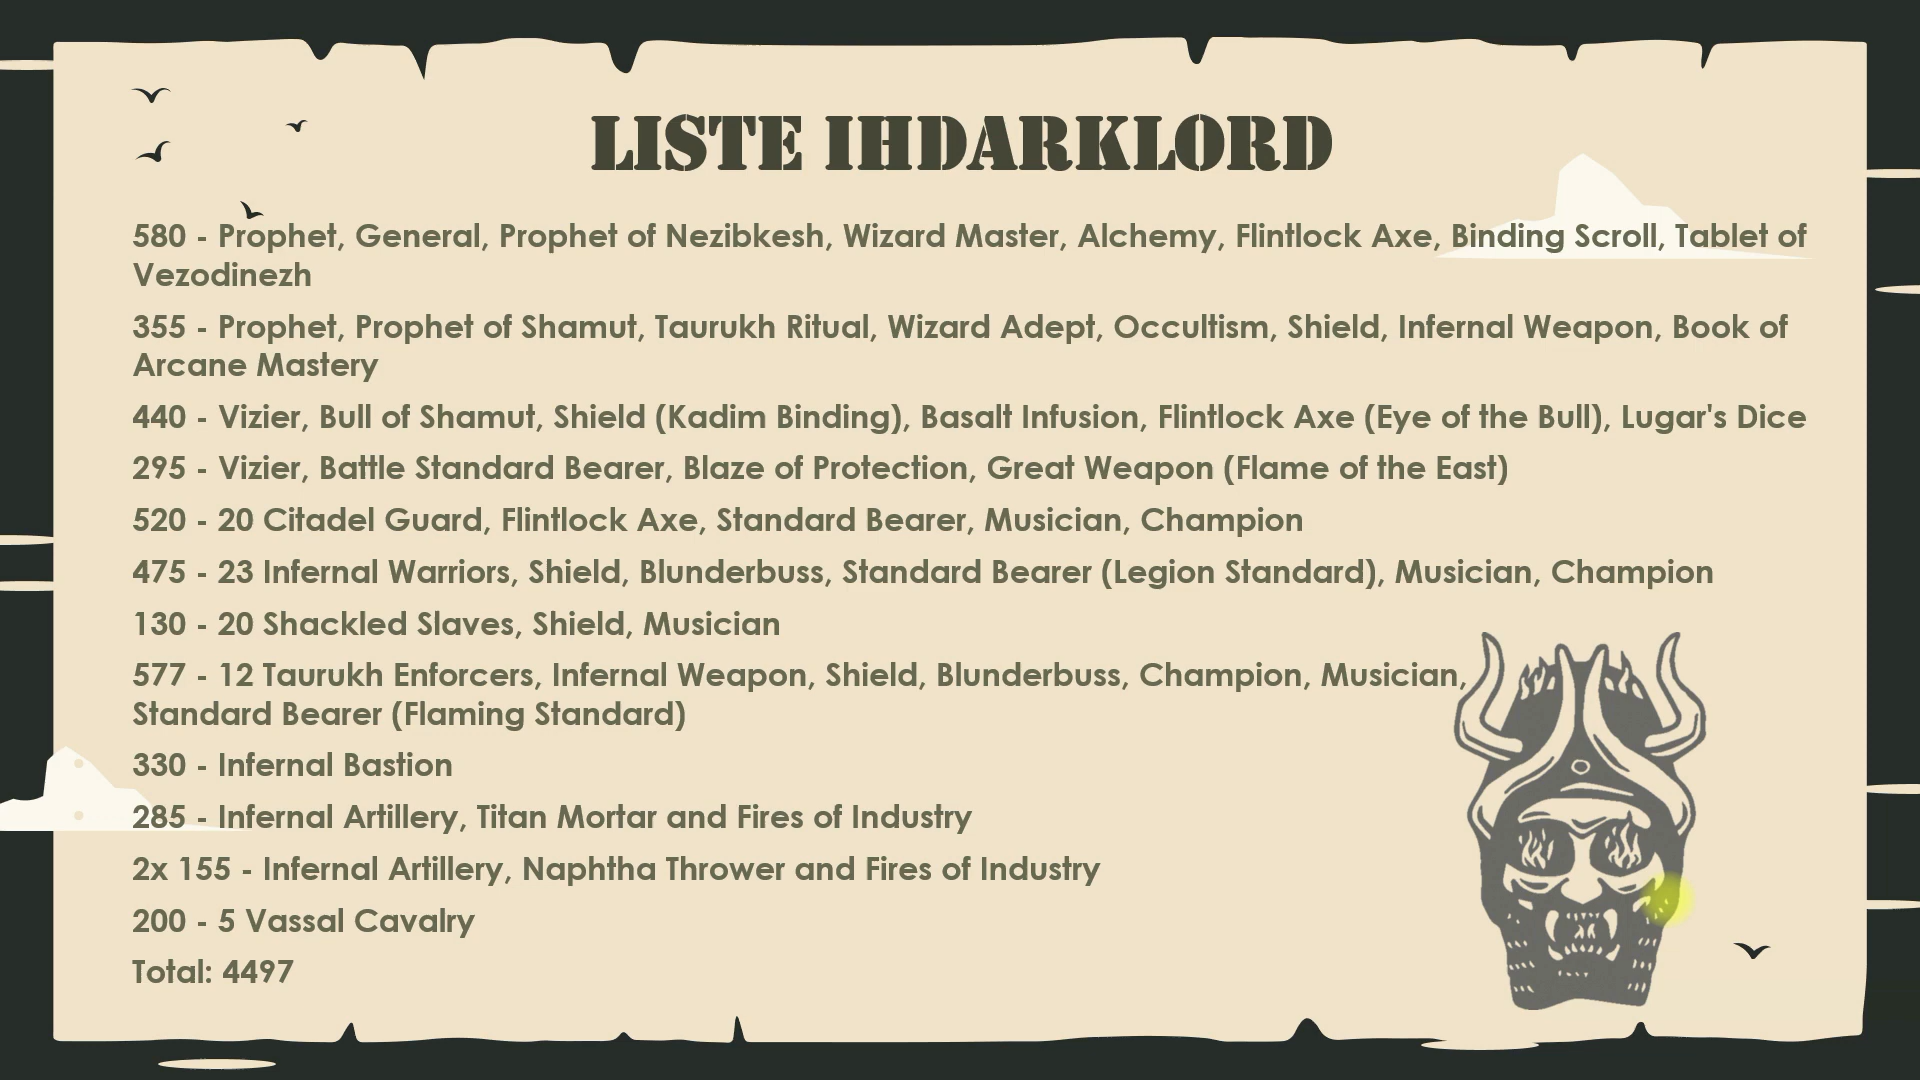 LISTE IHDARKLORD
580 - Prophet, General, Prophet of Nezibkesh, Wizard Master, Alchemy, Flintlock Axe, Binding Scroll, Tablet of
Vezodinezh
355 - Prophet, Prophet of Shamut, Taurukh Ritual, Wizard Adept, Occultism, Shield, Infernal Weapon, Book of
Arcane Mastery
440 - Vizier, Bull of Shamut, Shield (Kadim Binding), Basalt Infusion, Flintlock Axe (Eye of the Bull), Lugar's Dice
295 - Vizier, Battle Standard Bearer, Blaze of Protection, Great Weapon (Flame of the East)
520 - 20 Citadel Guard, Flintlock Axe, Standard Bearer, Musician, Champion
475 - 23 Infernal Warriors, Shield, Blunderbuss, Standard Bearer (Legion Standard), Musician, Champion
130 - 20 Shackled Slaves, Shield, Musician
577 - 12 Taurukh Enforcers, Infernal Weapon, Shield, Blunderbuss, Champion, Musician,
Standard Bearer (Flaming Standard)
330 - Infernal Bastion
285 - Infernal Artillery, Titan Mortar and Fires of Industry
2x 155 - Infernal Artillery, Naphtha Thrower and Fires of Industry
200 - 5 Vassal Cavalry
Total: 4497